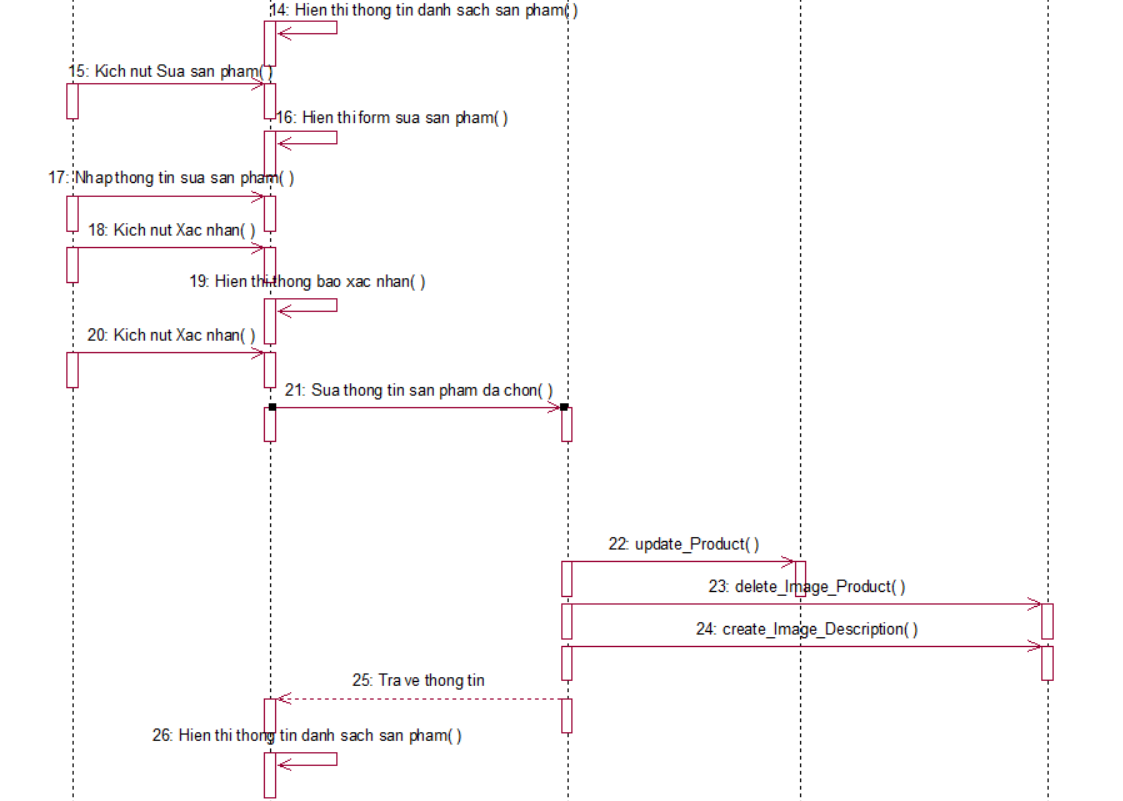 14: Hien thi thong tin danh sach san pham( )
15: Kich nut Sua san pham( )
16: Hien thi form sua san pham( )
17: Nhap thong tin sua san pham( )
18: Kich nut Xac nhan( )
19: Hien thi thong bao xac nhan( )
20: Kich nut Xac nhan( )
21: Sua thong tin san pham da chon( )
22: update_Product( )
23: delete_Image_Product( )
24: create_Image_Description( )
25: Tra ve thong tin
26: Hien thi thong tin danh sach san pham( )